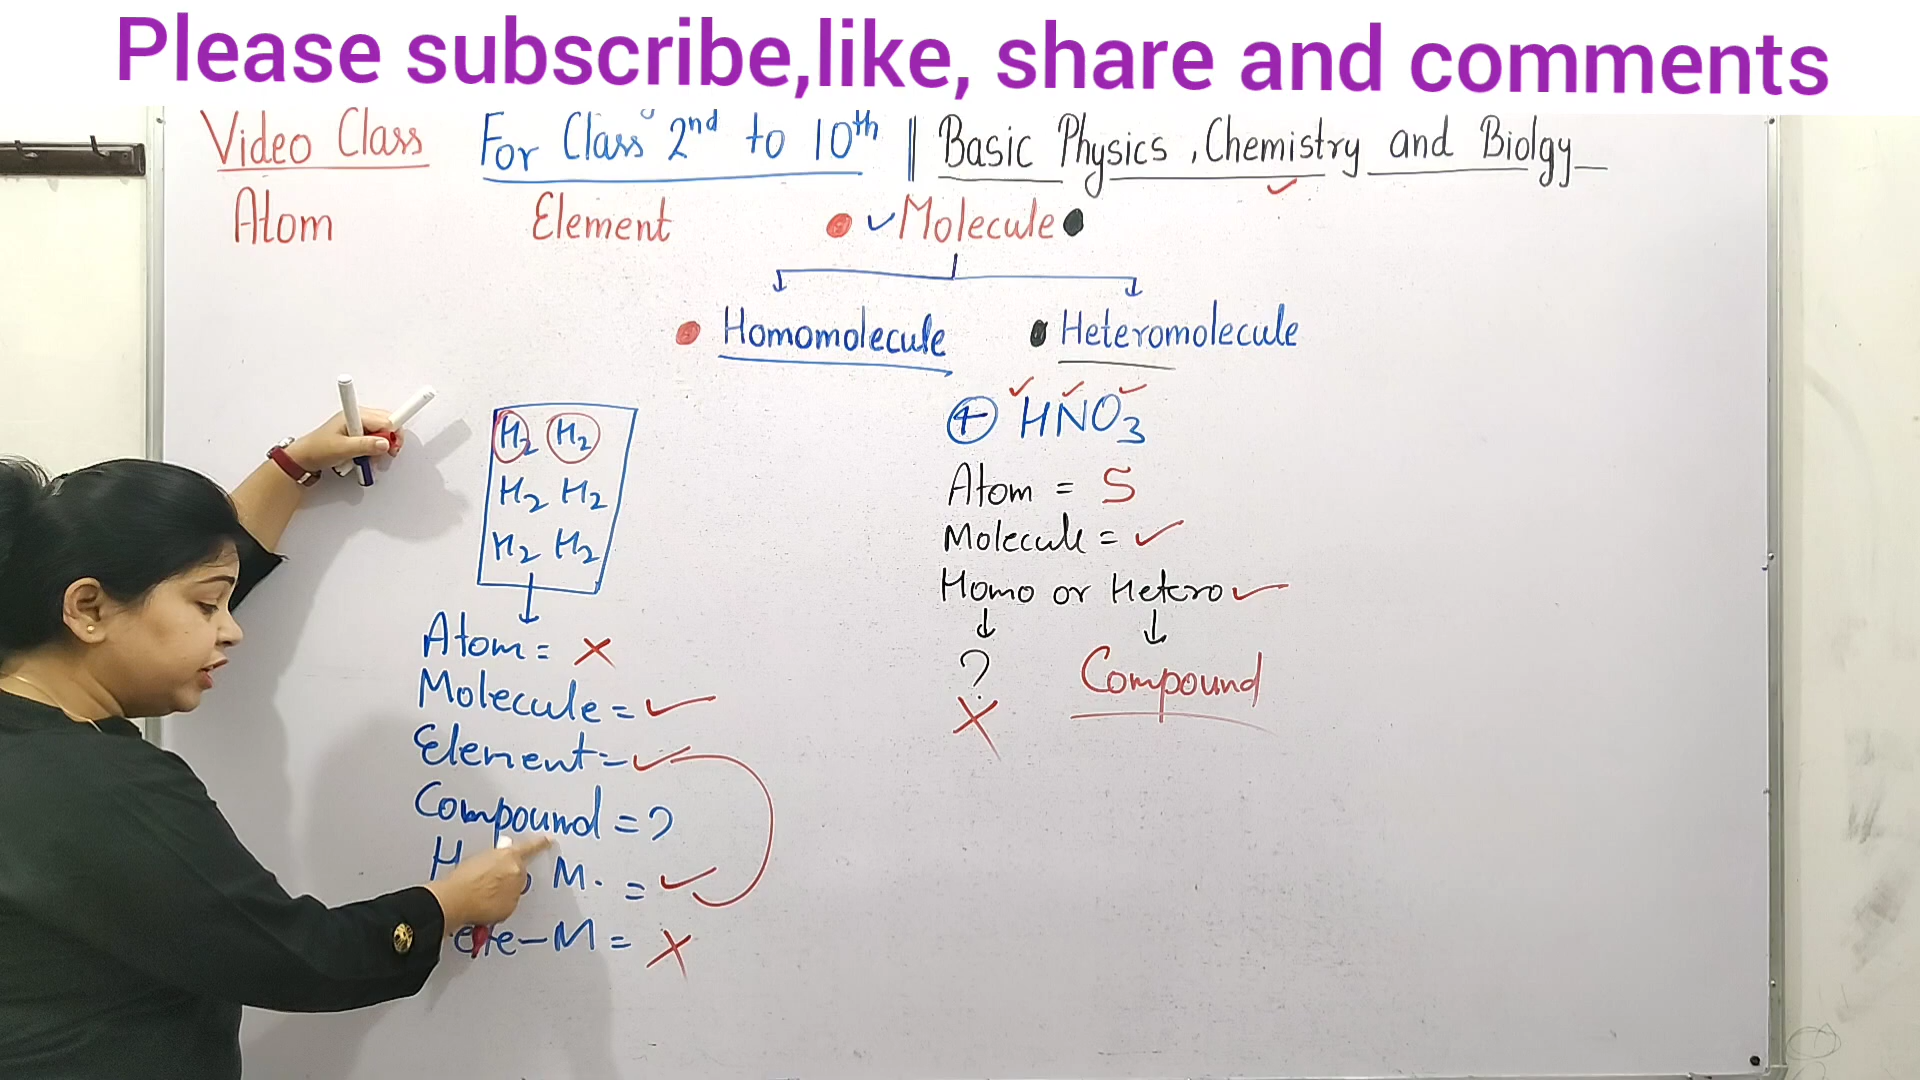 Please subscribe,like, share and comments
Video Class For Class 2nd to 10th || Basic Physics ,Chemistry and Biolgy
Atom Element ✓Molecule
Homomolecule Heteromolecule
H2 H2
H2 H2
H2 H2
Atom = ×
Molecule = ✓
Element = ✓
Compound = ?
M. = ✓
M = ×
+ HNO3
Atom = 5
Molecule = ✓
Homo or Hetero ✓
? Compound
×